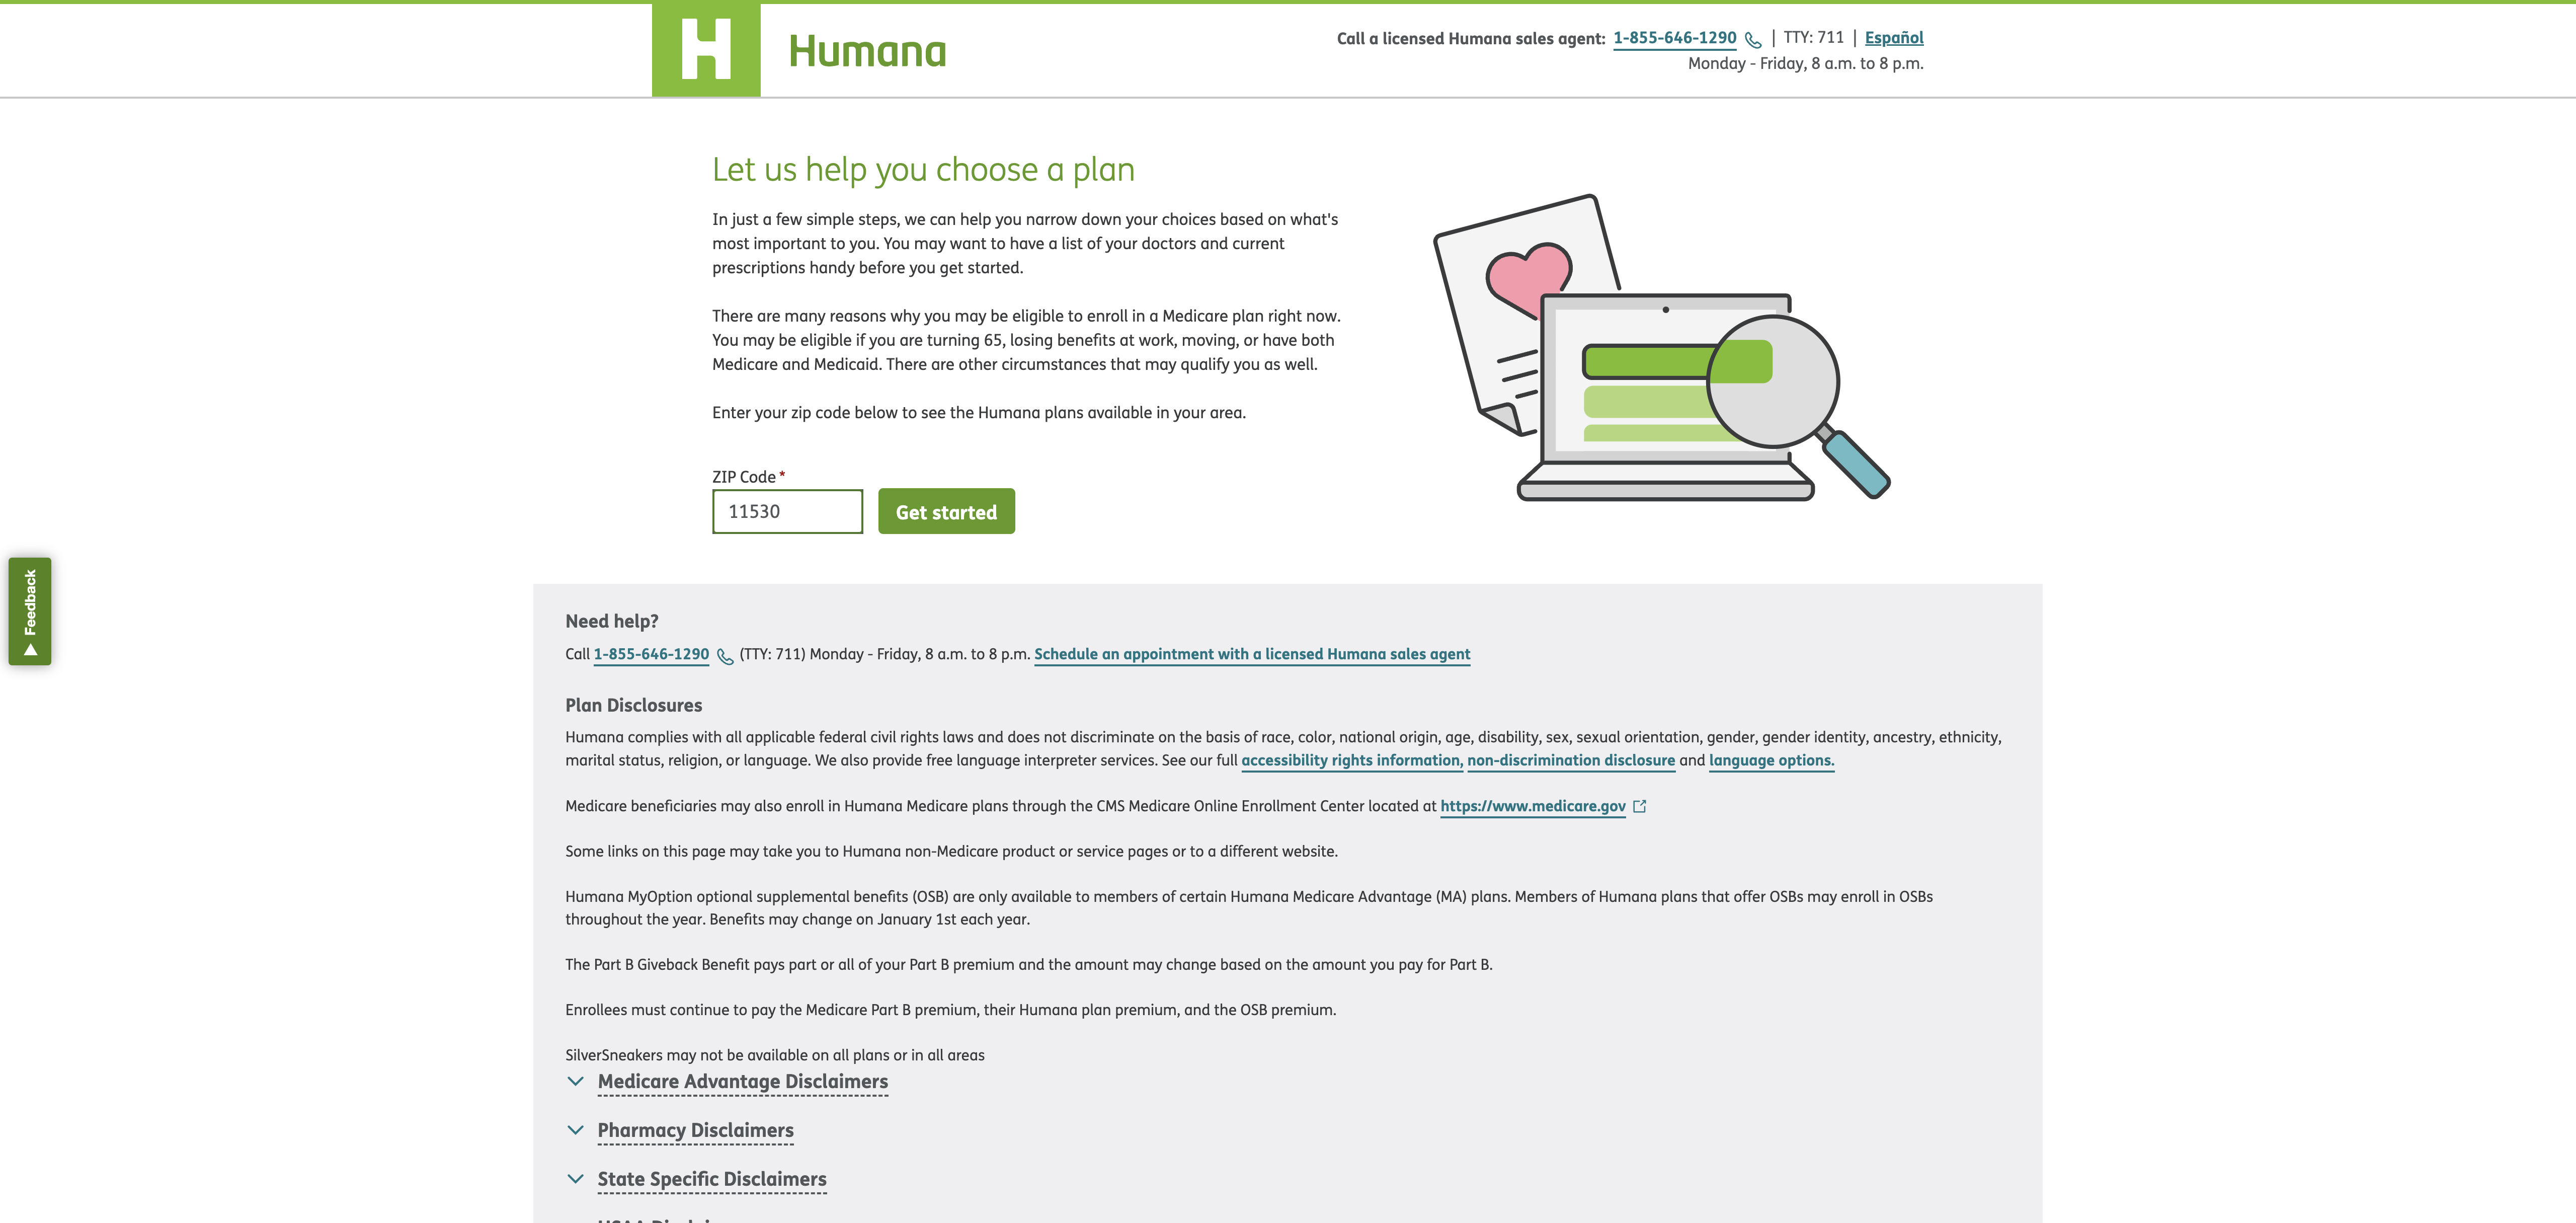 H Humana
Call a licensed Humana sales agent: 1-855-646-1290 | TTY: 711 | Español
Monday - Friday, 8 a.m. to 8 p.m.
Let us help you choose a plan
In just a few simple steps, we can help you narrow down your choices based on what's
most important to you. You may want to have a list of your doctors and current
prescriptions handy before you get started.
There are many reasons why you may be eligible to enroll in a Medicare plan right now.
You may be eligible if you are turning 65, losing benefits at work, moving, or have both
Medicare and Medicaid. There are other circumstances that may qualify you as well.
Enter your zip code below to see the Humana plans available in your area.
ZIP Code *
11530 Get started
Feedback
Need help?
Call 1-855-646-1290 (TTY: 711) Monday - Friday, 8 a.m. to 8 p.m. Schedule an appointment with a licensed Humana sales agent
Plan Disclosures
Humana complies with all applicable federal civil rights laws and does not discriminate on the basis of race, color, national origin, age, disability, sex, sexual orientation, gender, gender identity, ancestry, ethnicity,
marital status, religion, or language. We also provide free language interpreter services. See our full accessibility rights information, non-discrimination disclosure and language options.
Medicare beneficiaries may also enroll in Humana Medicare plans through the CMS Medicare Online Enrollment Center located at https://www.medicare.gov
Some links on this page may take you to Humana non-Medicare product or service pages or to a different website.
Humana MyOption optional supplemental benefits (OSB) are only available to members of certain Humana Medicare Advantage (MA) plans. Members of Humana plans that offer OSBs may enroll in OSBs
throughout the year. Benefits may change on January 1st each year.
The Part B Giveback Benefit pays part or all of your Part B premium and the amount may change based on the amount you pay for Part B.
Enrollees must continue to pay the Medicare Part B premium, their Humana plan premium, and the OSB premium.
SilverSneakers may not be available on all plans or in all areas
Medicare Advantage Disclaimers
Pharmacy Disclaimers
State Specific Disclaimers